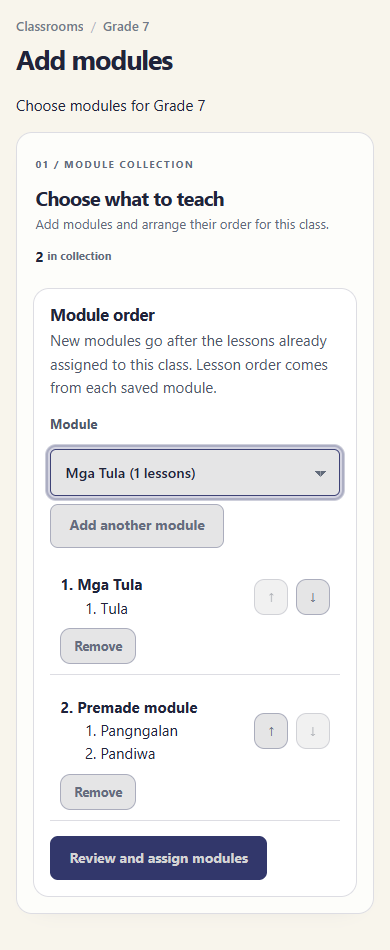 Classrooms / Grade 7
Add modules
Choose modules for Grade 7
01 / MODULE COLLECTION
Choose what to teach
Add modules and arrange their order for this class.
2 in collection
Module order
New modules go after the lessons already
assigned to this class. Lesson order comes
from each saved module.
Module
Mga Tula (1 lessons)
Add another module
1. Mga Tula
1. Tula
↑ ↓
Remove
2. Premade module
1. Pangngalan
2. Pandiwa
↑ ↓
Remove
Review and assign modules